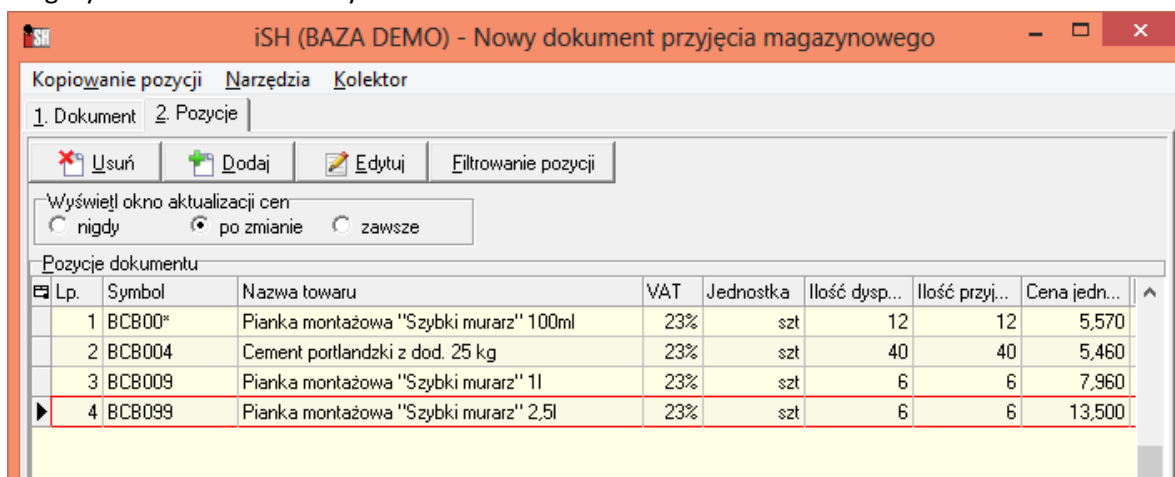 iSH
iSH (BAZA DEMO) - Nowy dokument przyjęcia magazynowego
Kopiowanie pozycji Narzędzia Kolektor
1. Dokument 2. Pozycje
Usuń Dodaj Edytuj Filtrowanie pozycji
Wyświetl okno aktualizacji cen
nigdy po zmianie zawsze
Pozycje dokumentu
Lp. Symbol Nazwa towaru VAT Jednostka Ilość dysp... Ilość przyj... Cena jedn...
1 BCB00* Pianka montażowa "Szybki murarz" 100ml 23% szt 12 12 5,570
2 BCB004 Cement portlandzki z dod. 25 kg 23% szt 40 40 5,460
3 BCB009 Pianka montażowa "Szybki murarz" 1l 23% szt 6 6 7,960
4 BCB099 Pianka montażowa "Szybki murarz" 2,5l 23% szt 6 6 13,500